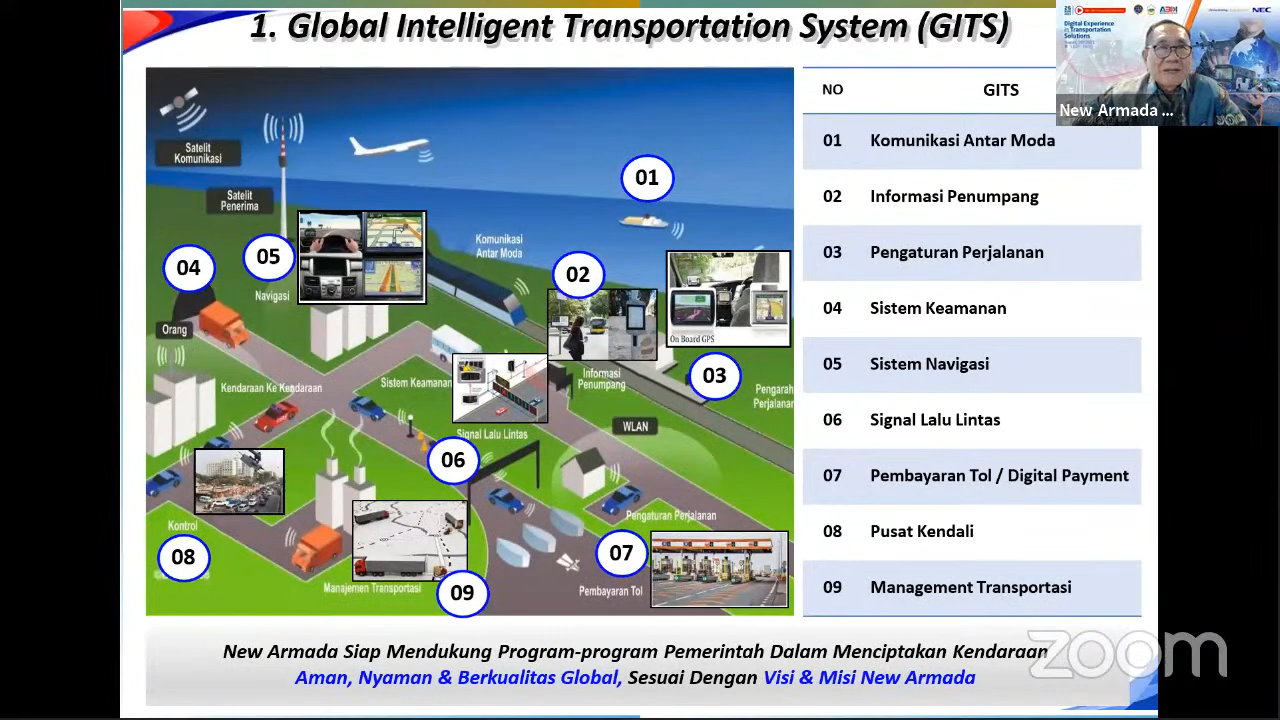 1. Global Intelligent Transportation System (GITS)
NEC
Digital Experience
in Transportation
Solutions
New Armada ...
NO GITS
01 Komunikasi Antar Moda
02 Informasi Penumpang
03 Pengaturan Perjalanan
04 Sistem Keamanan
05 Sistem Navigasi
06 Signal Lalu Lintas
07 Pembayaran Tol / Digital Payment
08 Pusat Kendali
09 Management Transportasi
Satelit
Komunikasi
Satelit
Penerima
01
Komunikasi
Antar Moda
05
04
02
Navigasi
Orang
On Board GPS
03
Kendaraan Ke Kendaraan
Sistem Keamanan
Informasi
Penumpang
Pengarah
Perjalanan
Signal Lalu Lintas
WLAN
06
Pengaturan Perjalanan
Kontrol
08
07
Manajemen Transportasi
09
Pembayaran Tol
New Armada Siap Mendukung Program-program Pemerintah Dalam Menciptakan Kendaraan
Aman, Nyaman & Berkualitas Global, Sesuai Dengan Visi & Misi New Armada
zoom